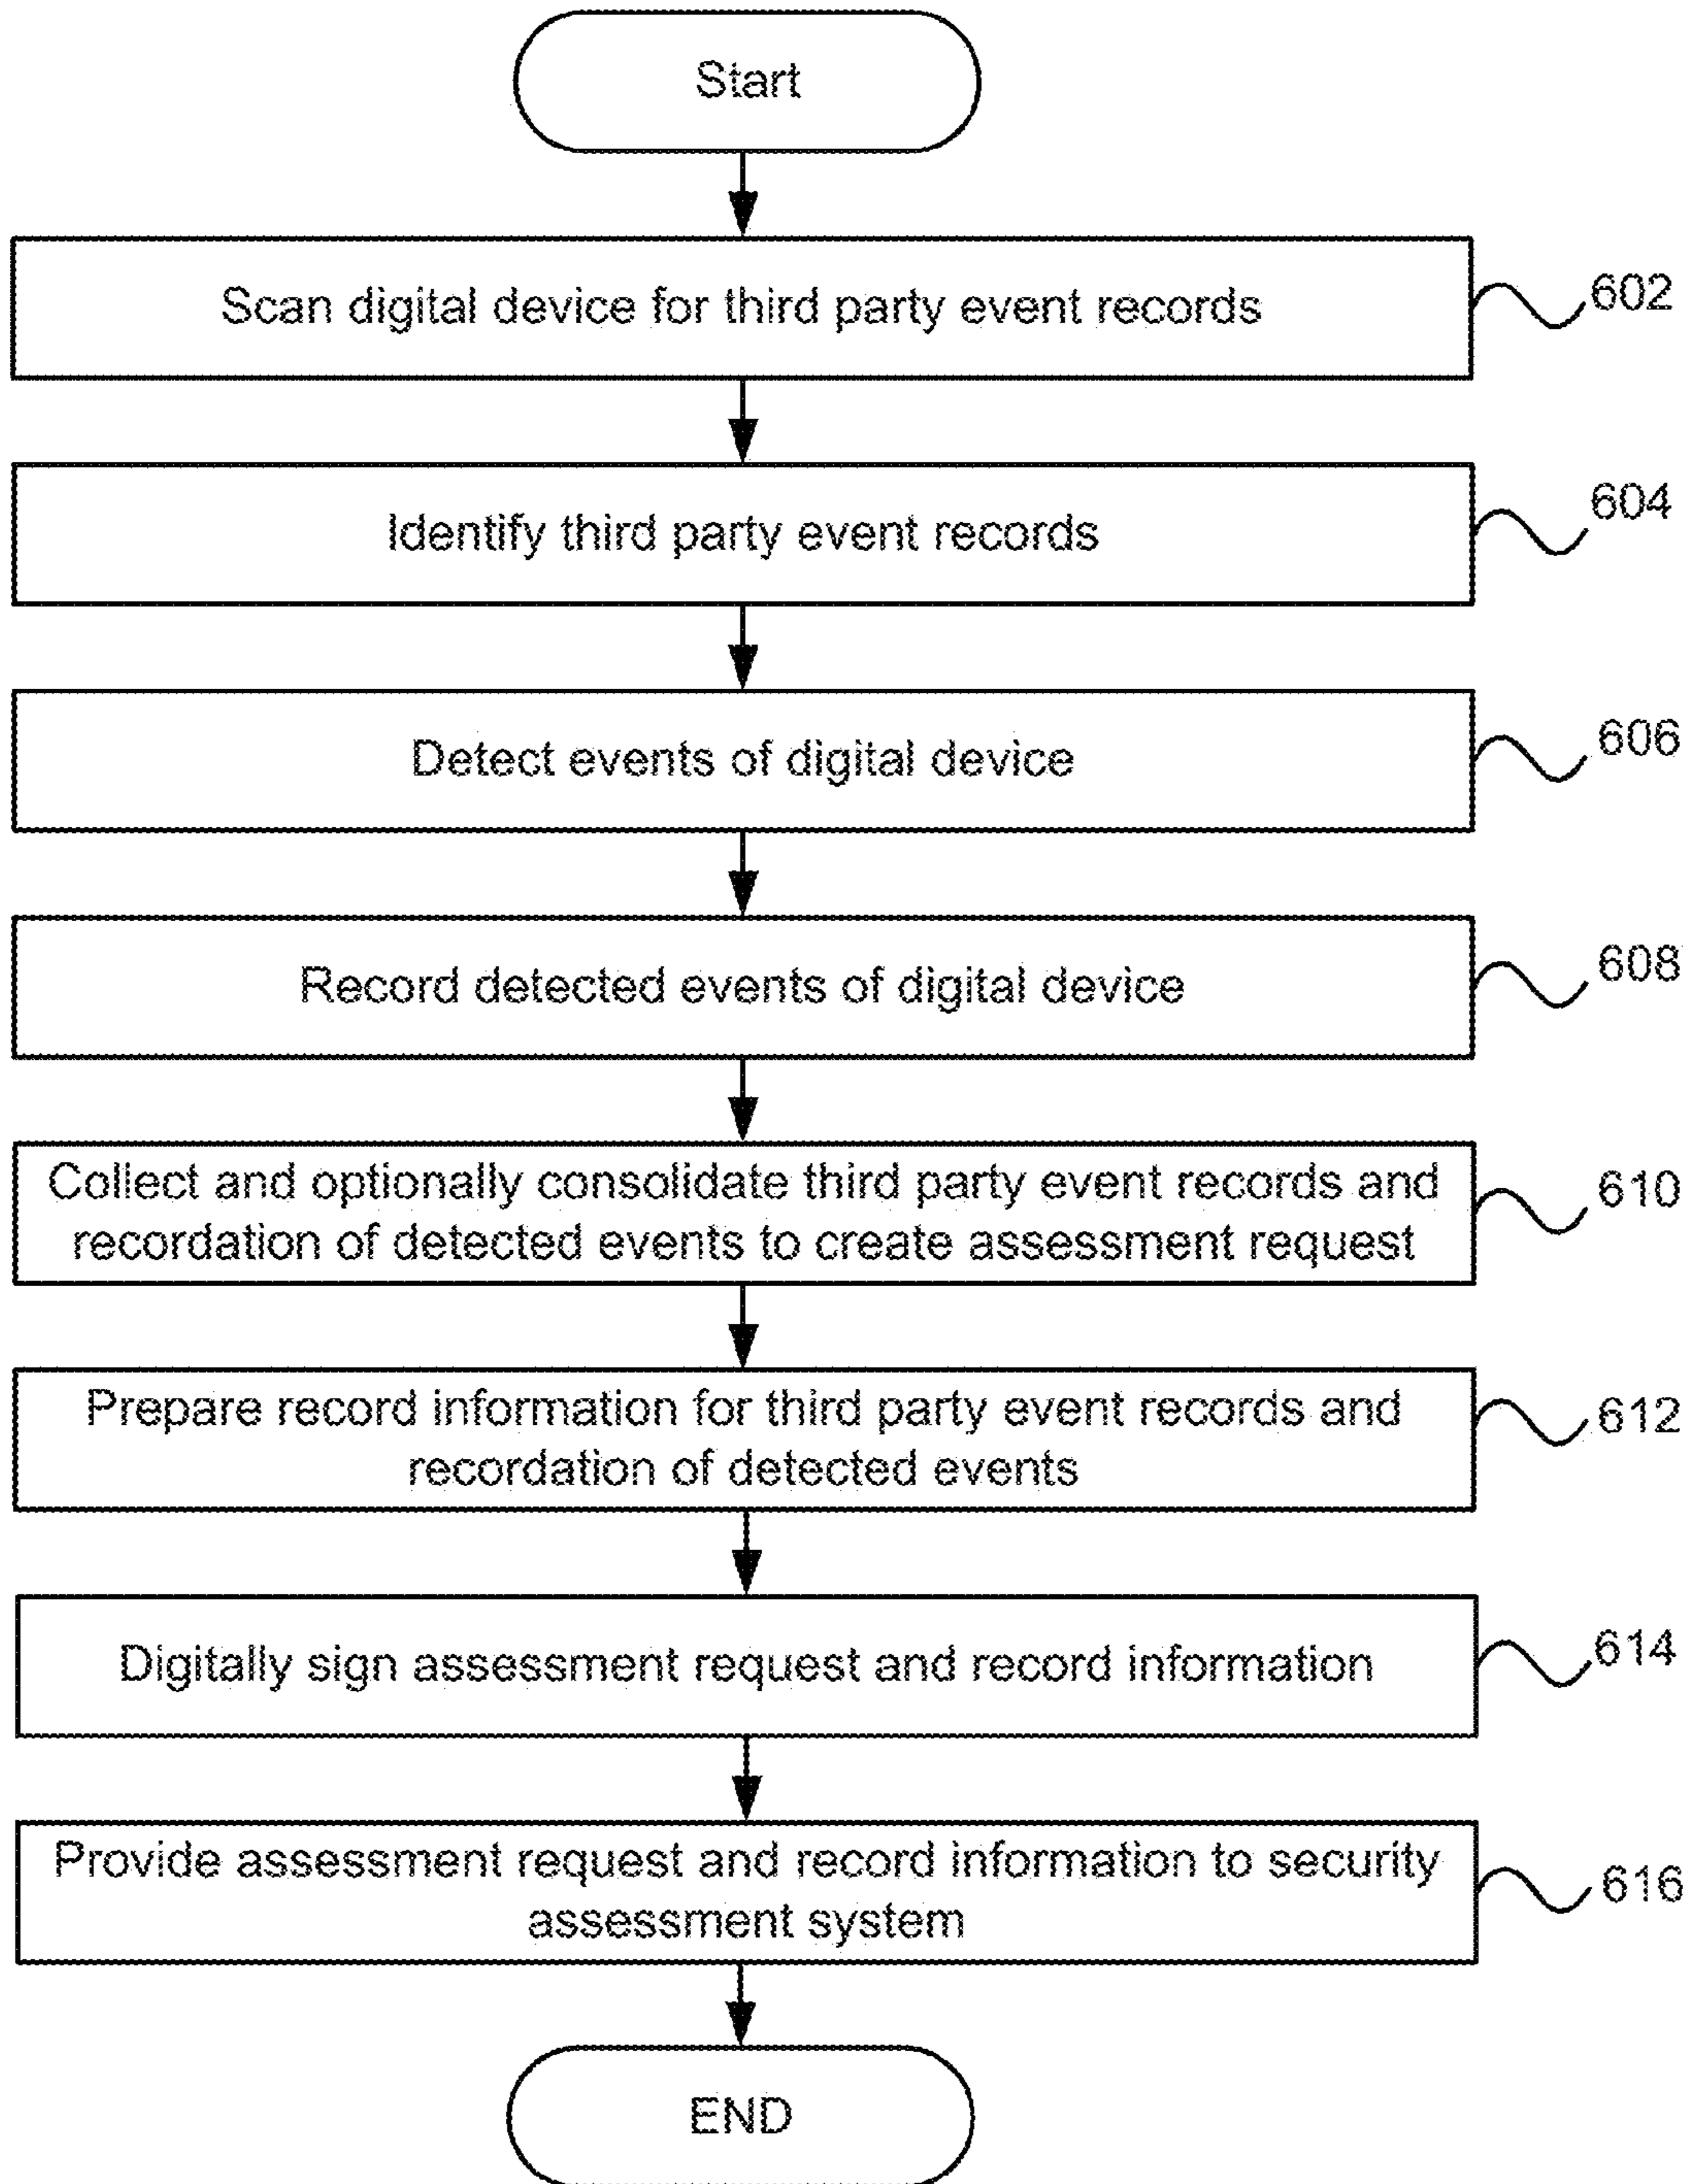 Start
Scan digital device for third party event records
602
Identify third party event records
604
Detect events of digital device
606
Record detected events of digital device
608
Collect and optionally consolidate third party event records and
recordation of detected events to create assessment request
610
Prepare record information for third party event records and
recordation of detected events
612
Digitally sign assessment request and record information
614
Provide assessment request and record information to security
assessment system
616
END